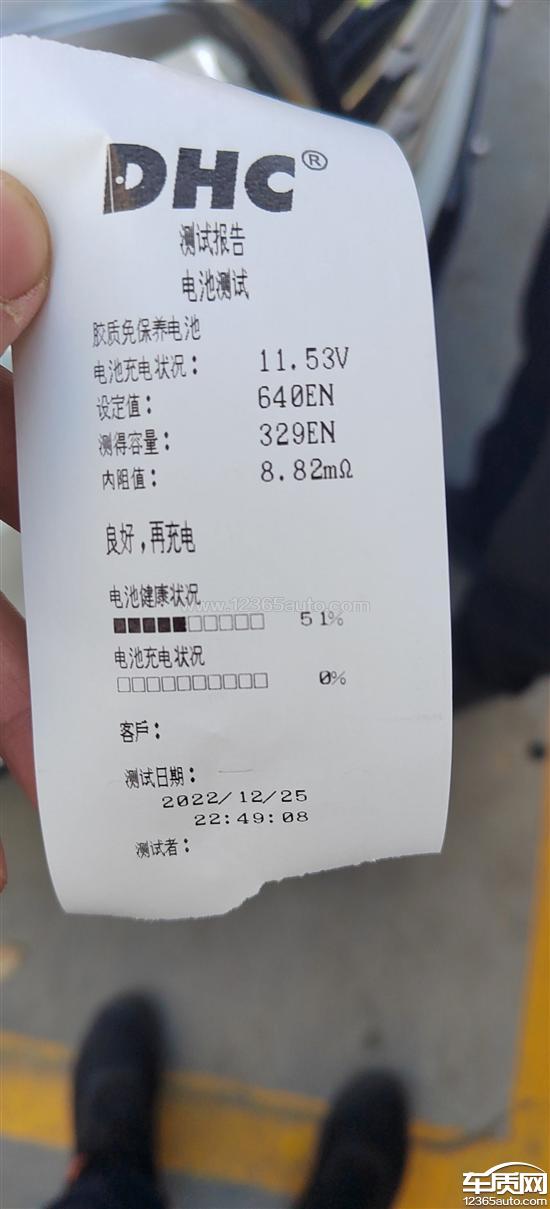 DHC®
测试报告
电池测试
胶质免保养电池
电池充电状况： 11.53V
设定值： 640EN
测得容量： 329EN
内阻值： 8.82mΩ
良好,再充电
电池健康状况
www.12365auto.com
51%
电池充电状况
0%
客戶：
测试日期：
2022/12/25
22:49:08
测试者：
车质网
12365auto.com